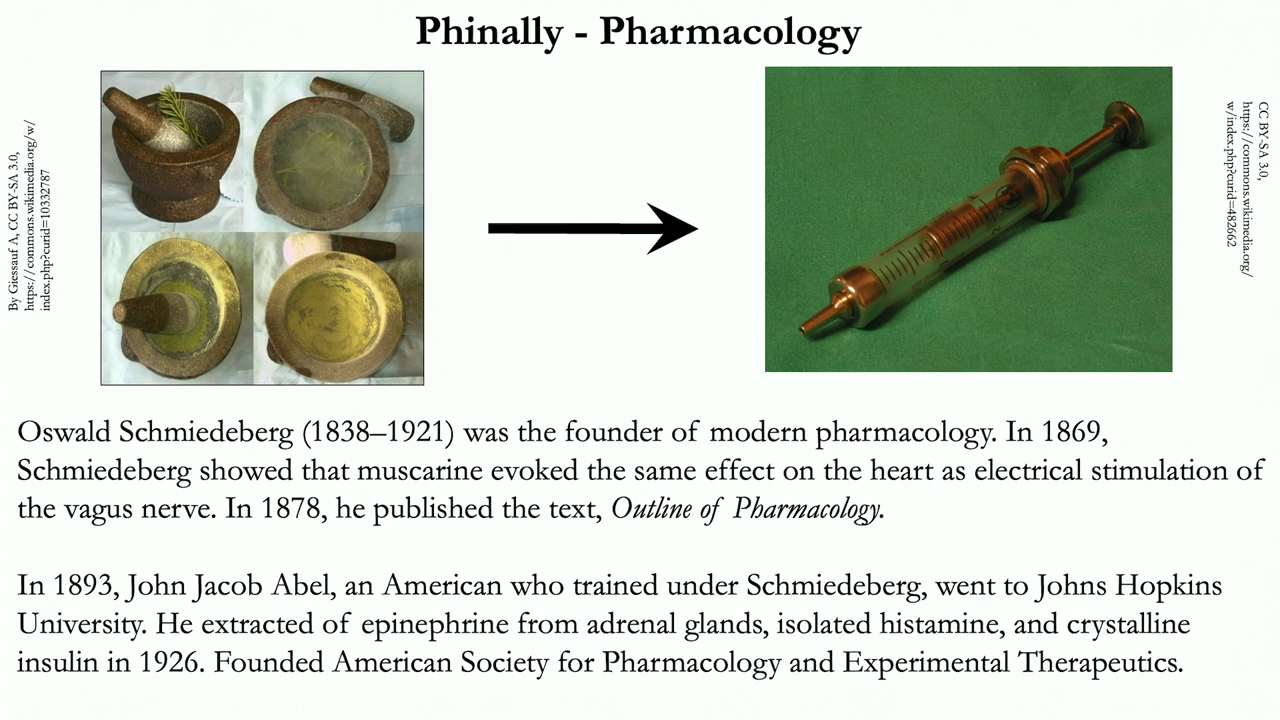 Phinally - Pharmacology
By Giessauf A, CC BY-SA 3.0,
https://commons.wikimedia.org/w/
index.php?curid=10332787
CC BY-SA 3.0,
https://commons.wikimedia.org/
w/index.php?curid=482662
Oswald Schmiedeberg (1838–1921) was the founder of modern pharmacology. In 1869,
Schmiedeberg showed that muscarine evoked the same effect on the heart as electrical stimulation of
the vagus nerve. In 1878, he published the text, Outline of Pharmacology.
In 1893, John Jacob Abel, an American who trained under Schmiedeberg, went to Johns Hopkins
University. He extracted of epinephrine from adrenal glands, isolated histamine, and crystalline
insulin in 1926. Founded American Society for Pharmacology and Experimental Therapeutics.